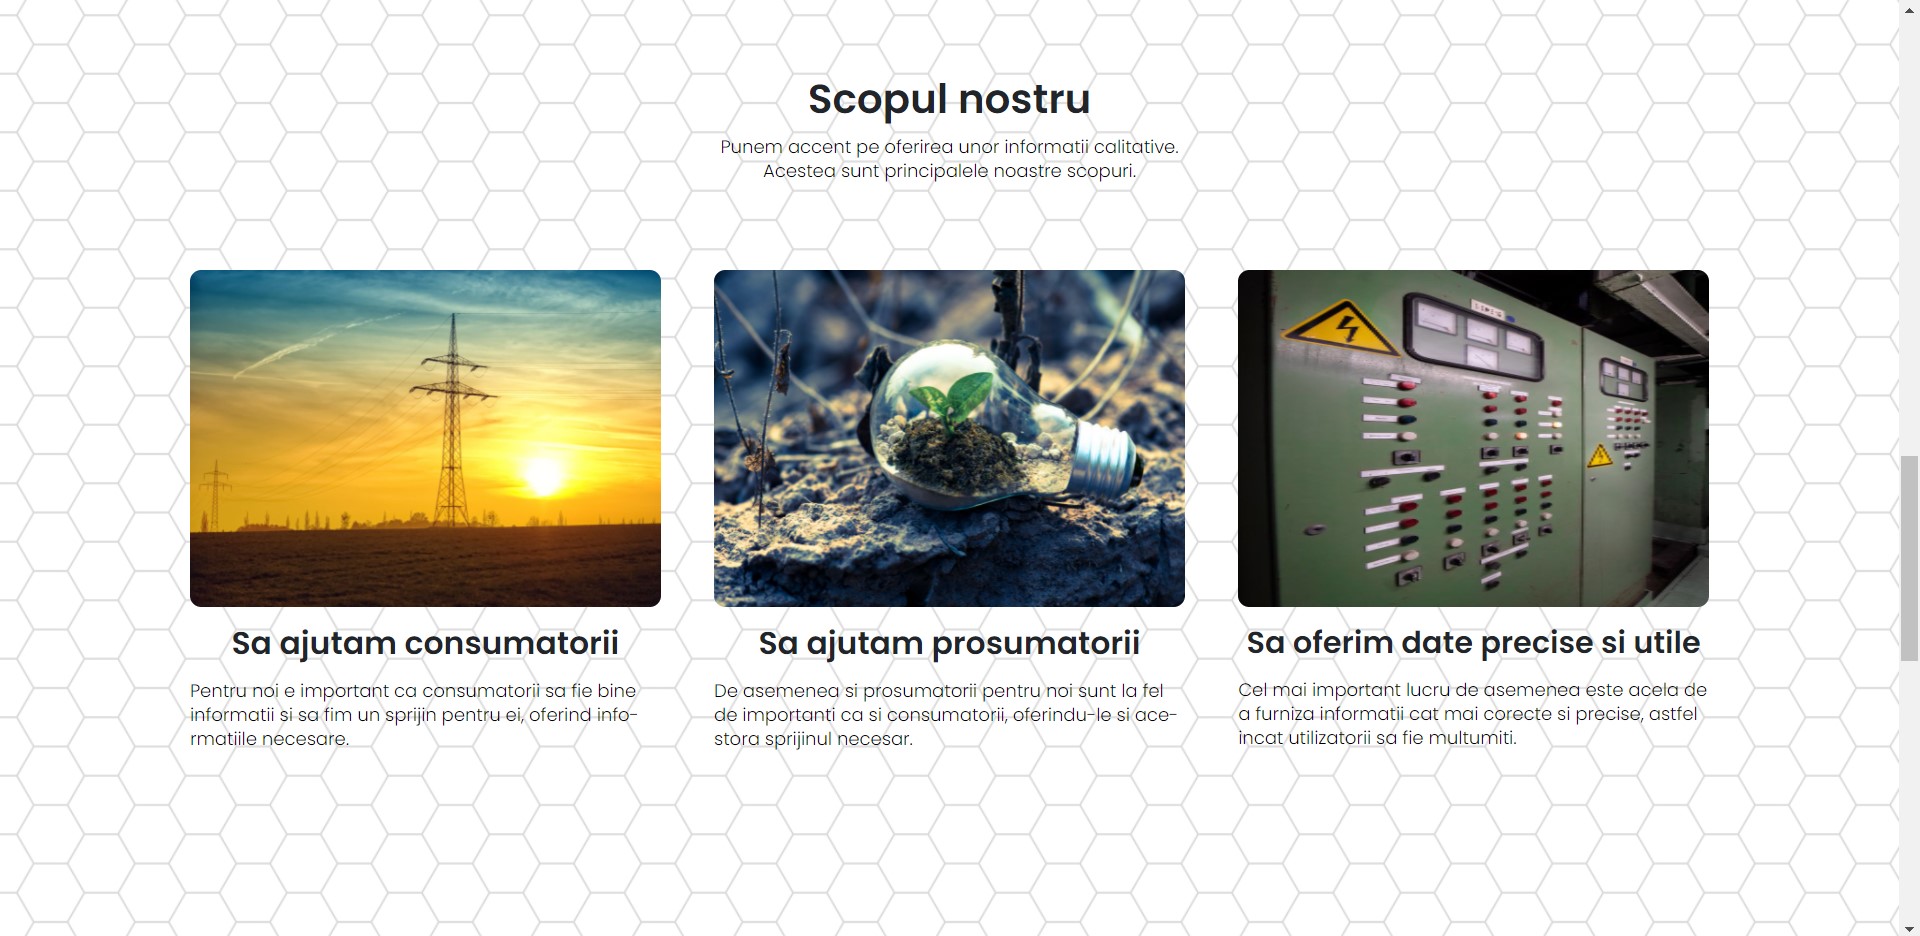 Scopul nostru
Punem accent pe oferirea unor informatii calitative.
Acestea sunt principalele noastre scopuri.
Sa ajutam consumatorii
Pentru noi e important ca consumatorii sa fie bine
informatii si sa fim un sprijin pentru ei, oferind info-
rmatiile necesare.
Sa ajutam prosumatorii
De asemenea si prosumatorii pentru noi sunt la fel
de importanti ca si consumatorii, oferindu-le si ace-
stora sprijinul necesar.
Sa oferim date precise si utile
Cel mai important lucru de asemenea este acela de
a furniza informatii cat mai corecte si precise, astfel
incat utilizatorii sa fie multumiti.